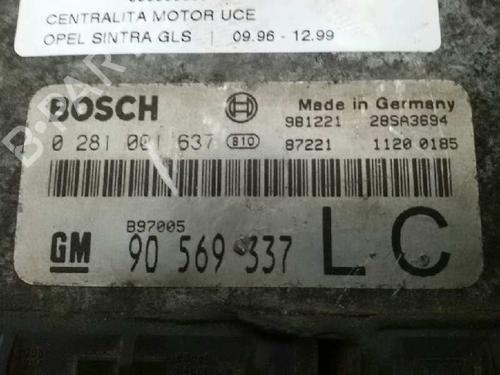 CENTRALITA MOTOR UCE
OPEL SINTRA GLS | 09.96 - 12.99
BOSCH
Made in Germany
0 281 001 637 810
981221 28SA3694
87221 1120 0185
B97005
GM 90 569 337 LC